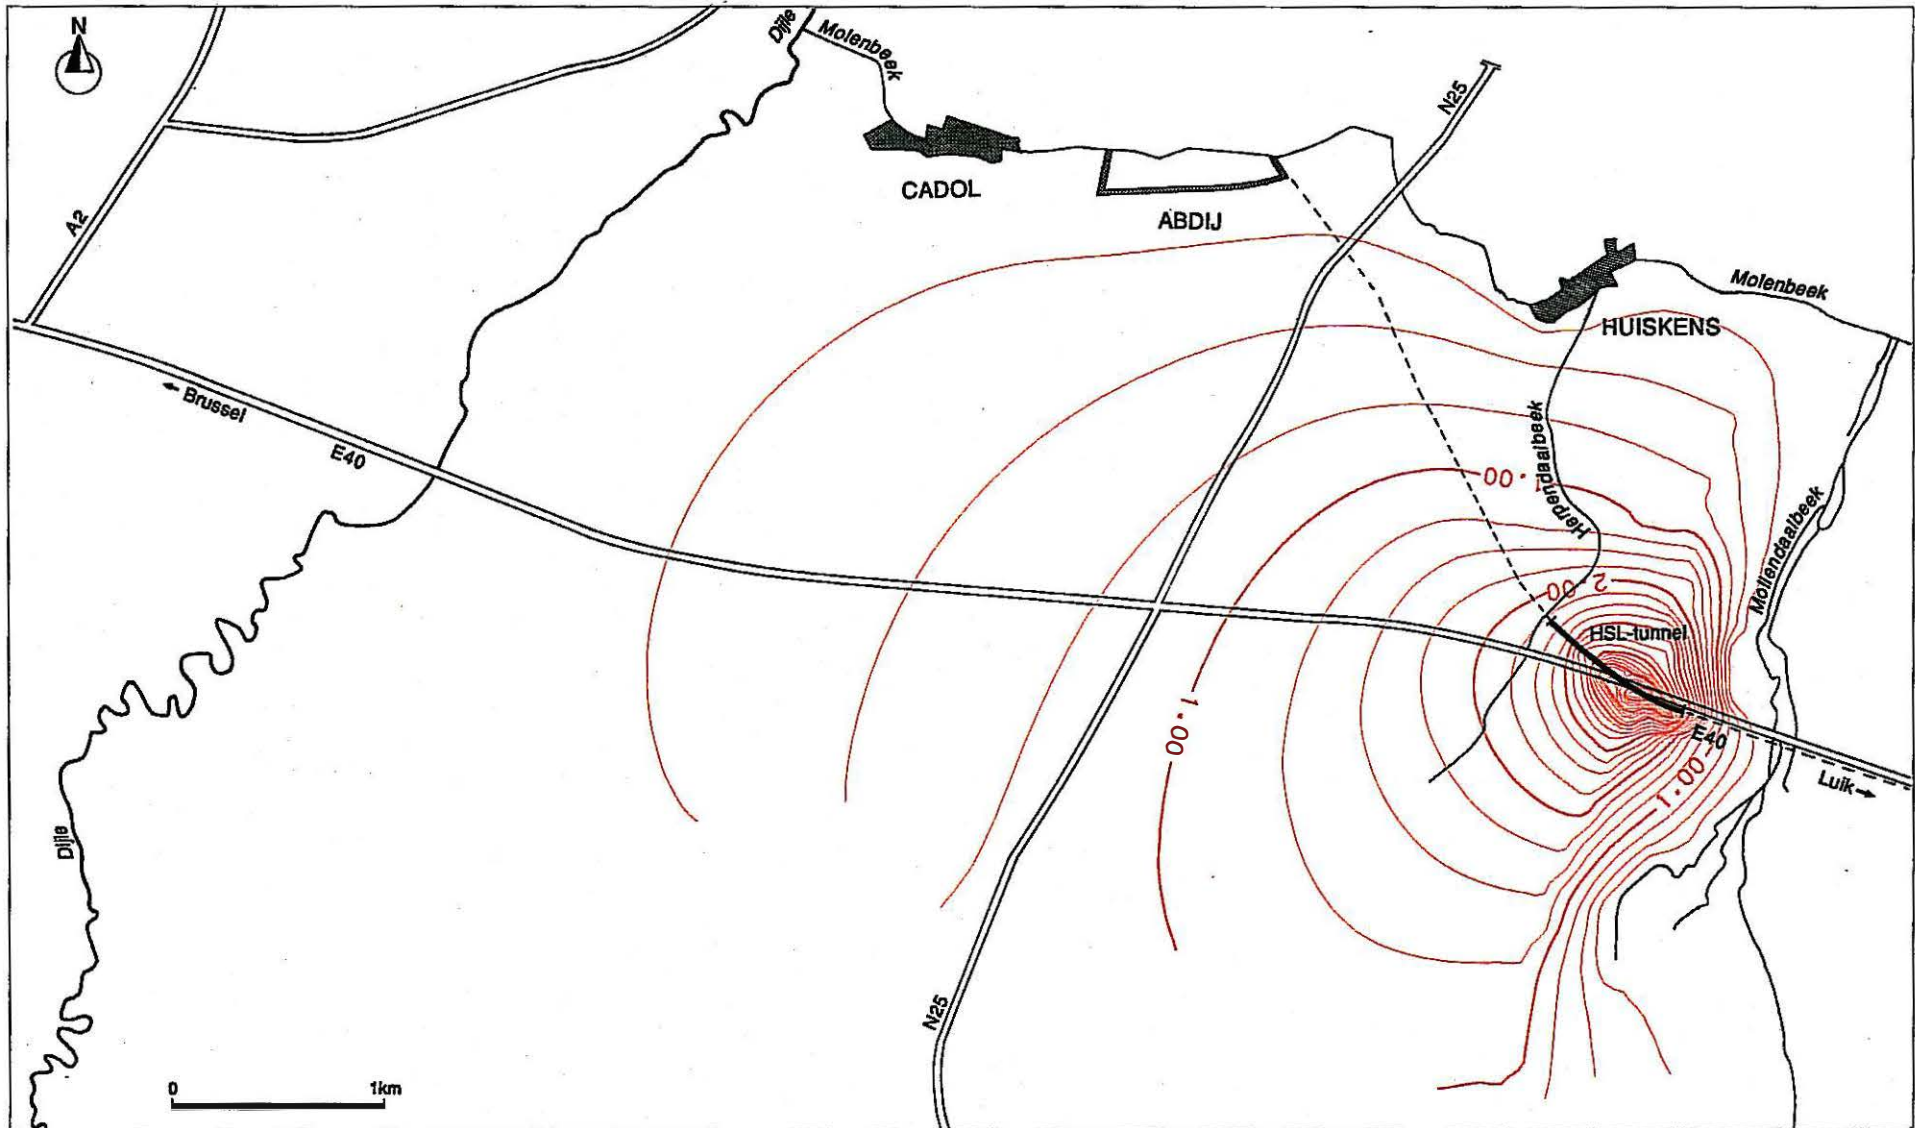 N
Dijle
Molenbeek
N25
CADOL
ABDIJ
A2
Molenbeek
HUISKENS
← Brussel
E40
Herpendaalbeek
1.00
Mollendaalbeek
2.00
HSL-tunnel
1.00
E40
1.00
Luik →
Dijle
N25
0 1km